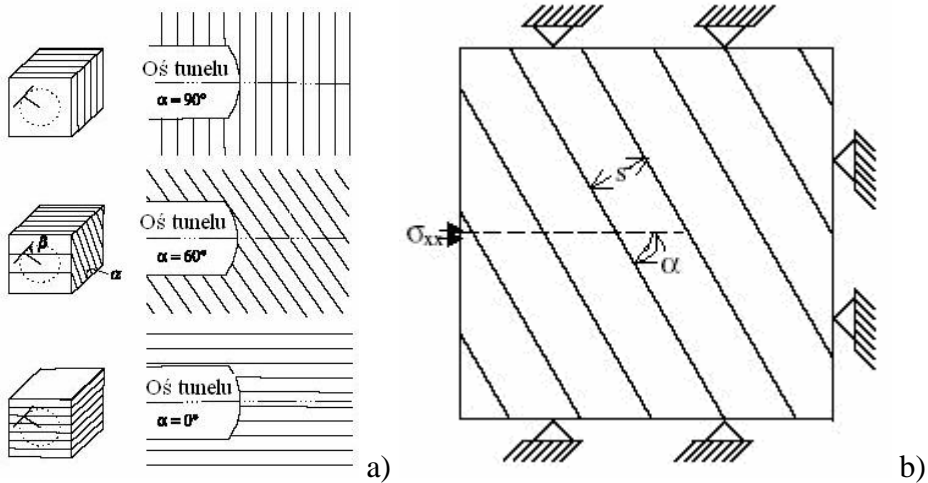 Oś tunelu
α = 90°
Oś tunelu
α = 60°
β
α
Oś tunelu
α = 0°
a)
s
σxx
α
b)